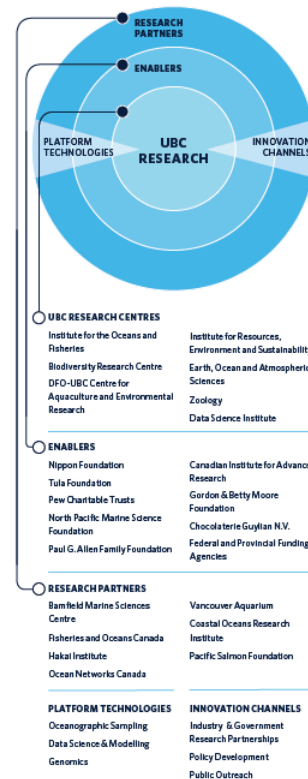 RESEARCH
PARTNERS
ENABLERS
PLATFORM
TECHNOLOGIES
UBC
RESEARCH
INNOVATION
CHANNELS
UBC RESEARCH CENTRES
Institute for the Oceans and
Fisheries
Biodiversity Research Centre
DFO-UBC Centre for
Aquaculture and Environmental
Research
Institute for Resources,
Environment and Sustainabilit
Earth, Ocean and Atmospheric
Sciences
Zoology
Data Science Institute
ENABLERS
Nippon Foundation
Tula Foundation
Pew Charitable Trusts
North Pacific Marine Science
Foundation
Paul G. Allen Family Foundation
Canadian Institute for Advance
Research
Gordon & Betty Moore
Foundation
Chocolaterie Guylian N.V.
Federal and Provincial Funding
Agencies
RESEARCH PARTNERS
Bamfield Marine Sciences
Centre
Fisheries and Oceans Canada
Hakai Institute
Ocean Networks Canada
Vancouver Aquarium
Coastal Oceans Research
Institute
Pacific Salmon Foundation
PLATFORM TECHNOLOGIES
Oceanographic Sampling
Data Science & Modelling
Genomics
INNOVATION CHANNELS
Industry & Government
Research Partnerships
Policy Development
Public Outreach